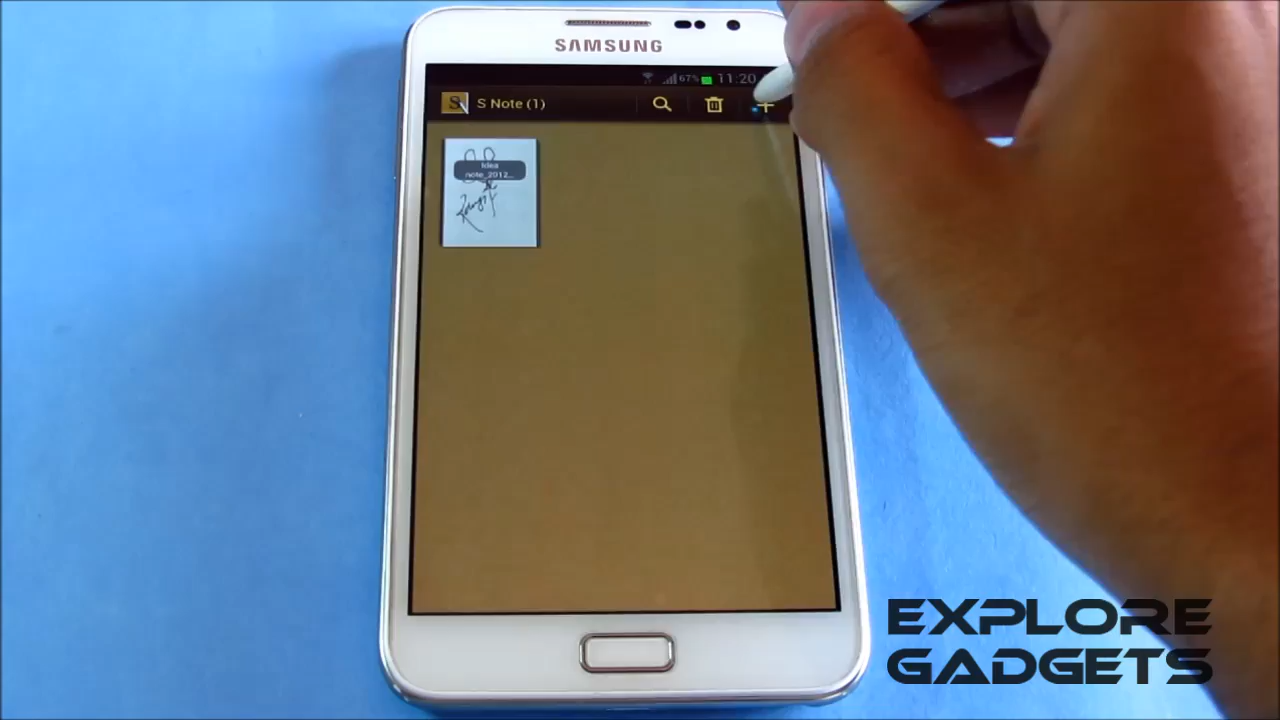 SAMSUNG
67% 11:20
S Note (1)
Idea
note_2012...
EXPLORE
GADGETS